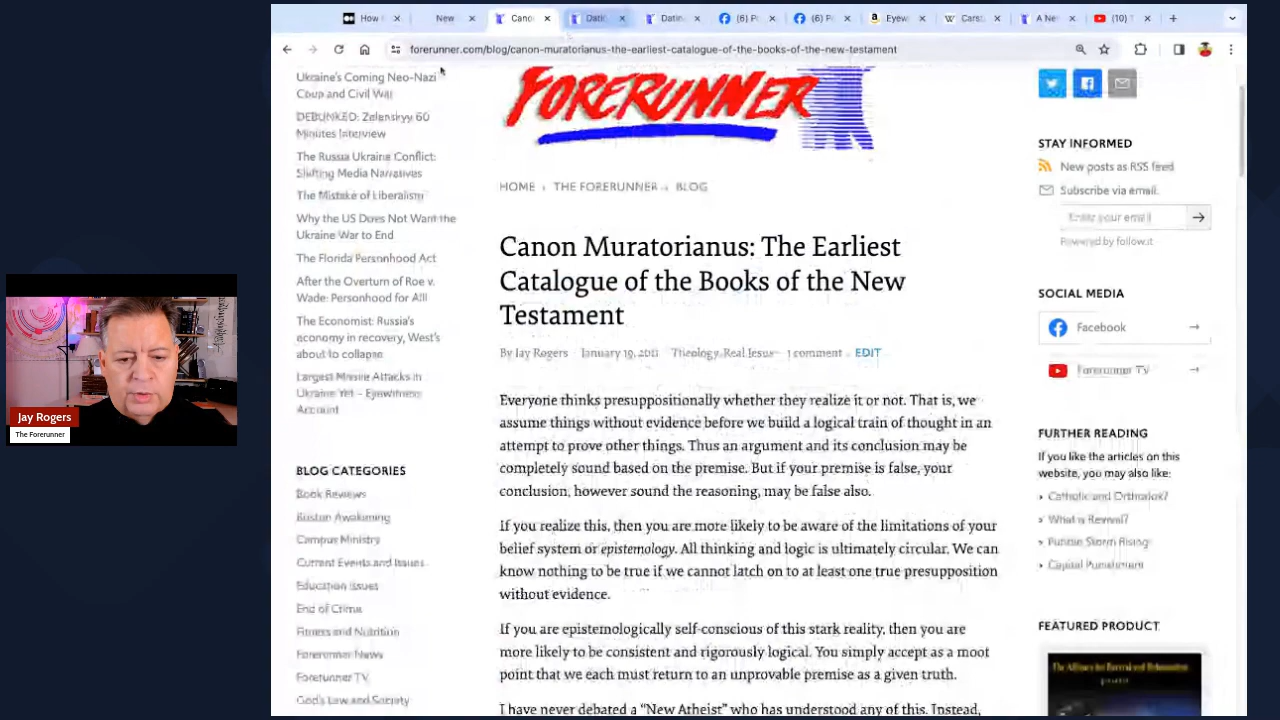 How
New
Canc
Datin
Datin
(6) P
(6) P
Eyew
Carst
A Ne
(10)
forerunner.com/blog/canon-muratorianus-the-earliest-catalogue-of-the-books-of-the-new-testament
Ukraine's Coming Neo-Nazi
Coup and Civil War
DEBUNKED: Zelenskyy 60
Minutes Interview
The Russia Ukraine Conflict:
Shifting Media Narratives
The Mistake of Liberalism
Why the US Does Not Want the
Ukraine War to End
The Florida Personhood Act
After the Overturn of Roe v.
Wade: Personhood for All!
The Economist: Russia's
economy in recovery, West's
about to collapse
Largest Missile Attacks in
Ukraine Yet – Eyewitness
Account
BLOG CATEGORIES
Book Reviews
Boston Awakening
Campus Ministry
Current Events and Issues
Education Issues
End of Crime
Fitness and Nutrition
Forerunner News
Forerunner TV
God's Law and Society
FORERUNNER
HOME › THE FORERUNNER › BLOG
Canon Muratorianus: The Earliest
Catalogue of the Books of the New
Testament
By Jay Rogers January 19, 2011 Theology, Real Jesus 1 comment EDIT
Everyone thinks presuppositionally whether they realize it or not. That is, we
assume things without evidence before we build a logical train of thought in an
attempt to prove other things. Thus an argument and its conclusion may be
completely sound based on the premise. But if your premise is false, your
conclusion, however sound the reasoning, may be false also.
If you realize this, then you are more likely to be aware of the limitations of your
belief system or epistemology. All thinking and logic is ultimately circular. We can
know nothing to be true if we cannot latch on to at least one true presupposition
without evidence.
If you are epistemologically self-conscious of this stark reality, then you are
more likely to be consistent and rigorously logical. You simply accept as a moot
point that we each must return to an unprovable premise as a given truth.
I have never debated a “New Atheist” who has understood any of this. Instead,
STAY INFORMED
New posts as RSS feed
Subscribe via email.
Enter your email
Powered by follow.it
SOCIAL MEDIA
Facebook →
Forerunner TV →
FURTHER READING
If you like the articles on this
website, you may also like:
› Catholic and Orthodox?
› What is Revival?
› Puritan Storm Rising
› Capital Punishment
FEATURED PRODUCT
The Alliance for Revival and Reformation
Jay Rogers
The Forerunner